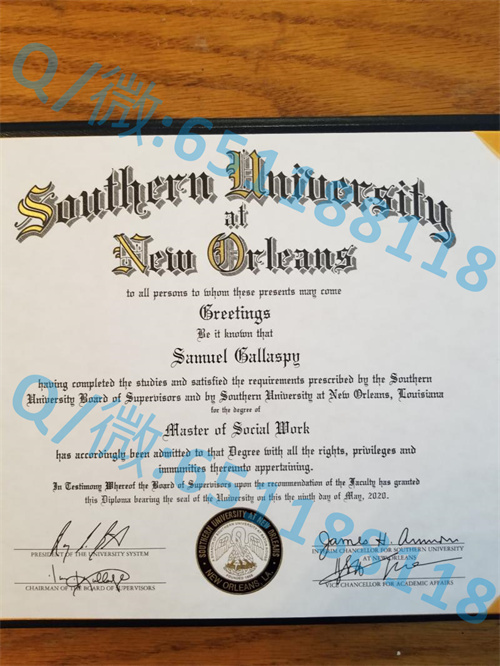 Southern University
at
New Orleans
to all persons to whom these presents may come
Greetings
Be it known that
Samuel Gallaspy
having completed the studies and satisfied the requirements prescribed by the Southern
University Board of Supervisors and by Southern University at New Orleans, Louisiana
for the degree of
Master of Social Work
has accordingly been admitted to that Degree with all the rights, privileges and
immunities thereunto appertaining.
In Testimony Whereof the Board of Supervisors upon the recommendation of the Faculty has granted
this Diploma bearing the seal of the University on this the ninth day of May, 2020.
PRESIDENT OF THE UNIVERSITY SYSTEM
CHAIRMAN OF THE BOARD OF SUPERVISORS
SOUTHERN UNIVERSITY AT NEW ORLEANS
NEW ORLEANS, LA.
James H. Ammons
INTERIM CHANCELLOR FOR SOUTHERN UNIVERSITY
AT NEW ORLEANS
VICE CHANCELLOR FOR ACADEMIC AFFAIRS
Q/微:651188118
Q/微:651188118